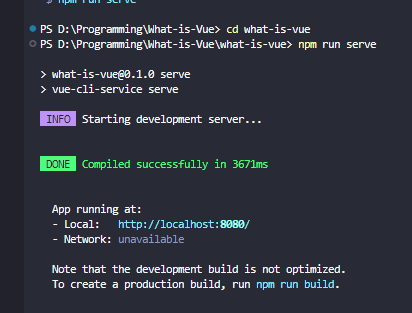 $ npm run serve
PS D:\Programming\What-is-Vue> cd what-is-vue
PS D:\Programming\What-is-Vue\what-is-vue> npm run serve
> what-is-vue@0.1.0 serve
> vue-cli-service serve
INFO Starting development server...
DONE Compiled successfully in 3671ms
App running at:
- Local: http://localhost:8080/
- Network: unavailable
Note that the development build is not optimized.
To create a production build, run npm run build.